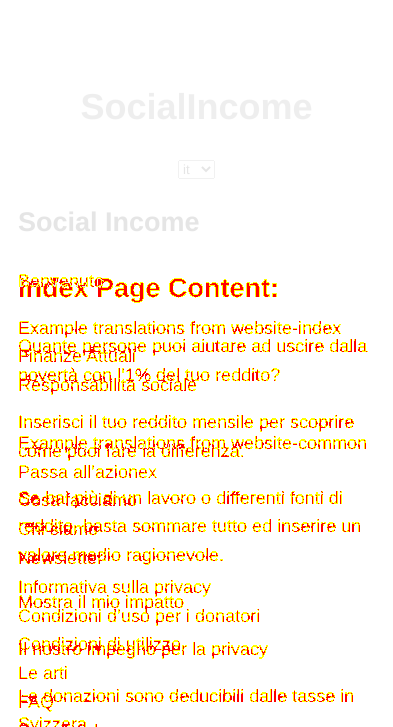 SocialIncome
it
Social Income
Benvenuto
Index Page Content:
Example translations from website-index
Quante persone puoi aiutare ad uscire dalla
Finanze Attuali
povertà con l'1% del tuo reddito?
Responsabilità sociale
Inserisci il tuo reddito mensile per scoprire
Example translations from website-common
come puoi fare la differenza.
Passa all'azionex
Se hai più di un lavoro o differenti fonti di
Cosa facciamo
reddito, basta sommare tutto ed inserire un
Chi siamo
valore medio ragionevole.
Newsletter
Informativa sulla privacy
Mostra il mio impatto
Condizioni d'uso per i donatori
Condizioni di utilizzo
Il nostro impegno per la privacy
Le arti
Le donazioni sono deducibili dalle tasse in
FAQ
Svizzera